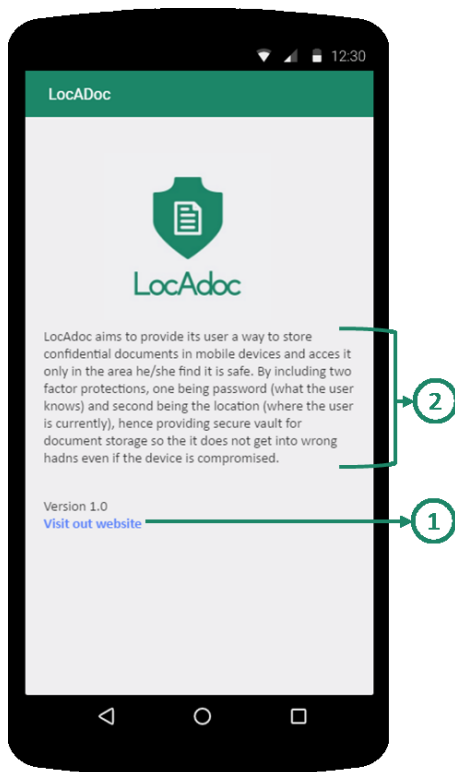 12:30
LocADoc
LocAdoc
LocAdoc aims to provide its user a way to store
confidential documents in mobile devices and acces it
only in the area he/she find it is safe. By including two
factor protections, one being password (what the user
knows) and second being the location (where the user
is currently), hence providing secure vault for
document storage so the it does not get into wrong
hadns even if the device is compromised.
2
Version 1.0
Visit out website
1